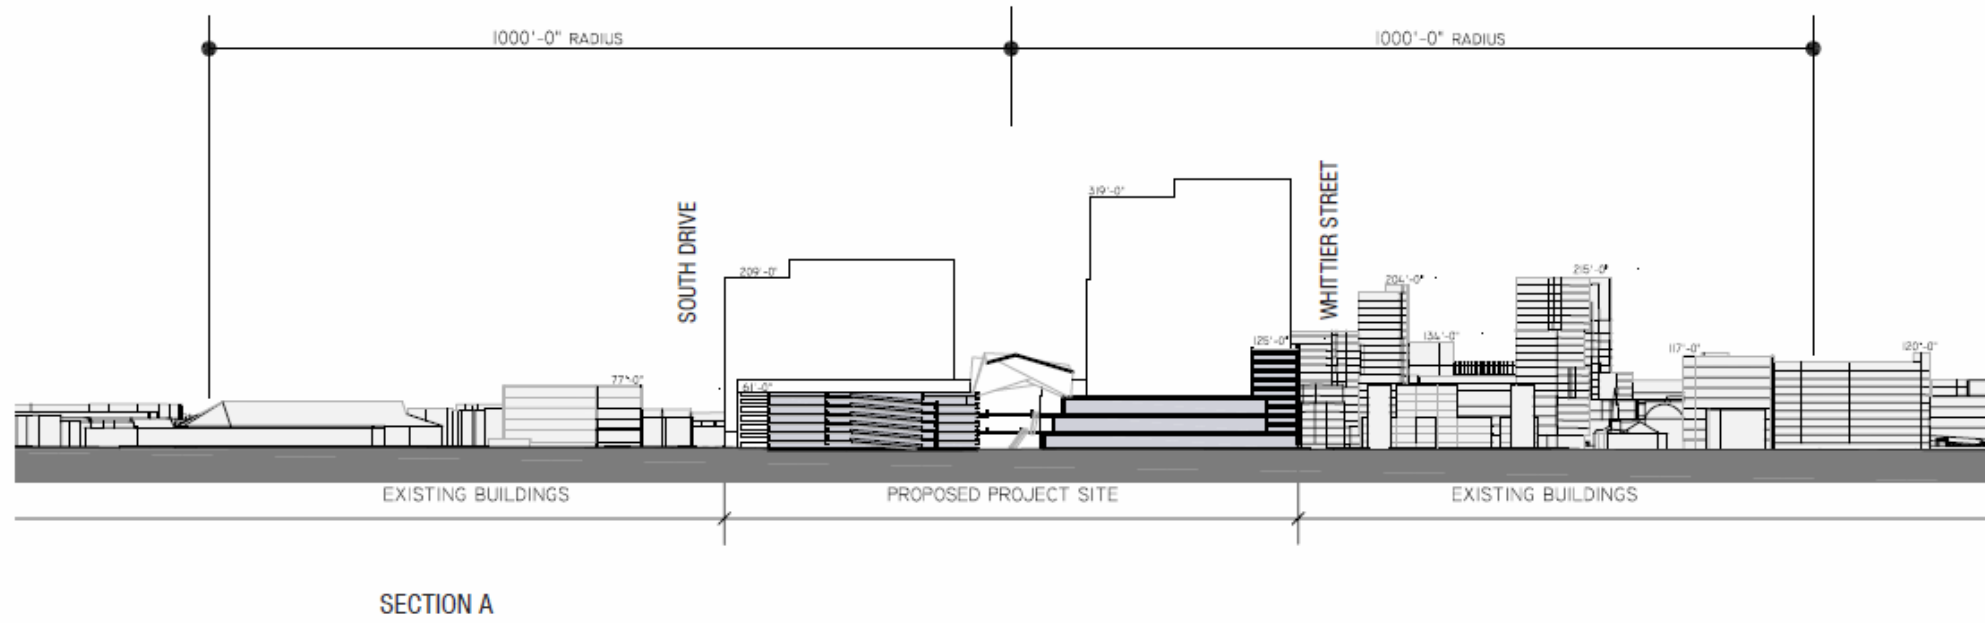 1000'-0" RADIUS
1000'-0" RADIUS
SOUTH DRIVE
WHITTIER STREET
319'-0"
209'-0"
204'-0"
215'-0"
125'-0"
134'-0"
117'-0"
120'-0"
77'-0"
61'-0"
EXISTING BUILDINGS
PROPOSED PROJECT SITE
EXISTING BUILDINGS
SECTION A